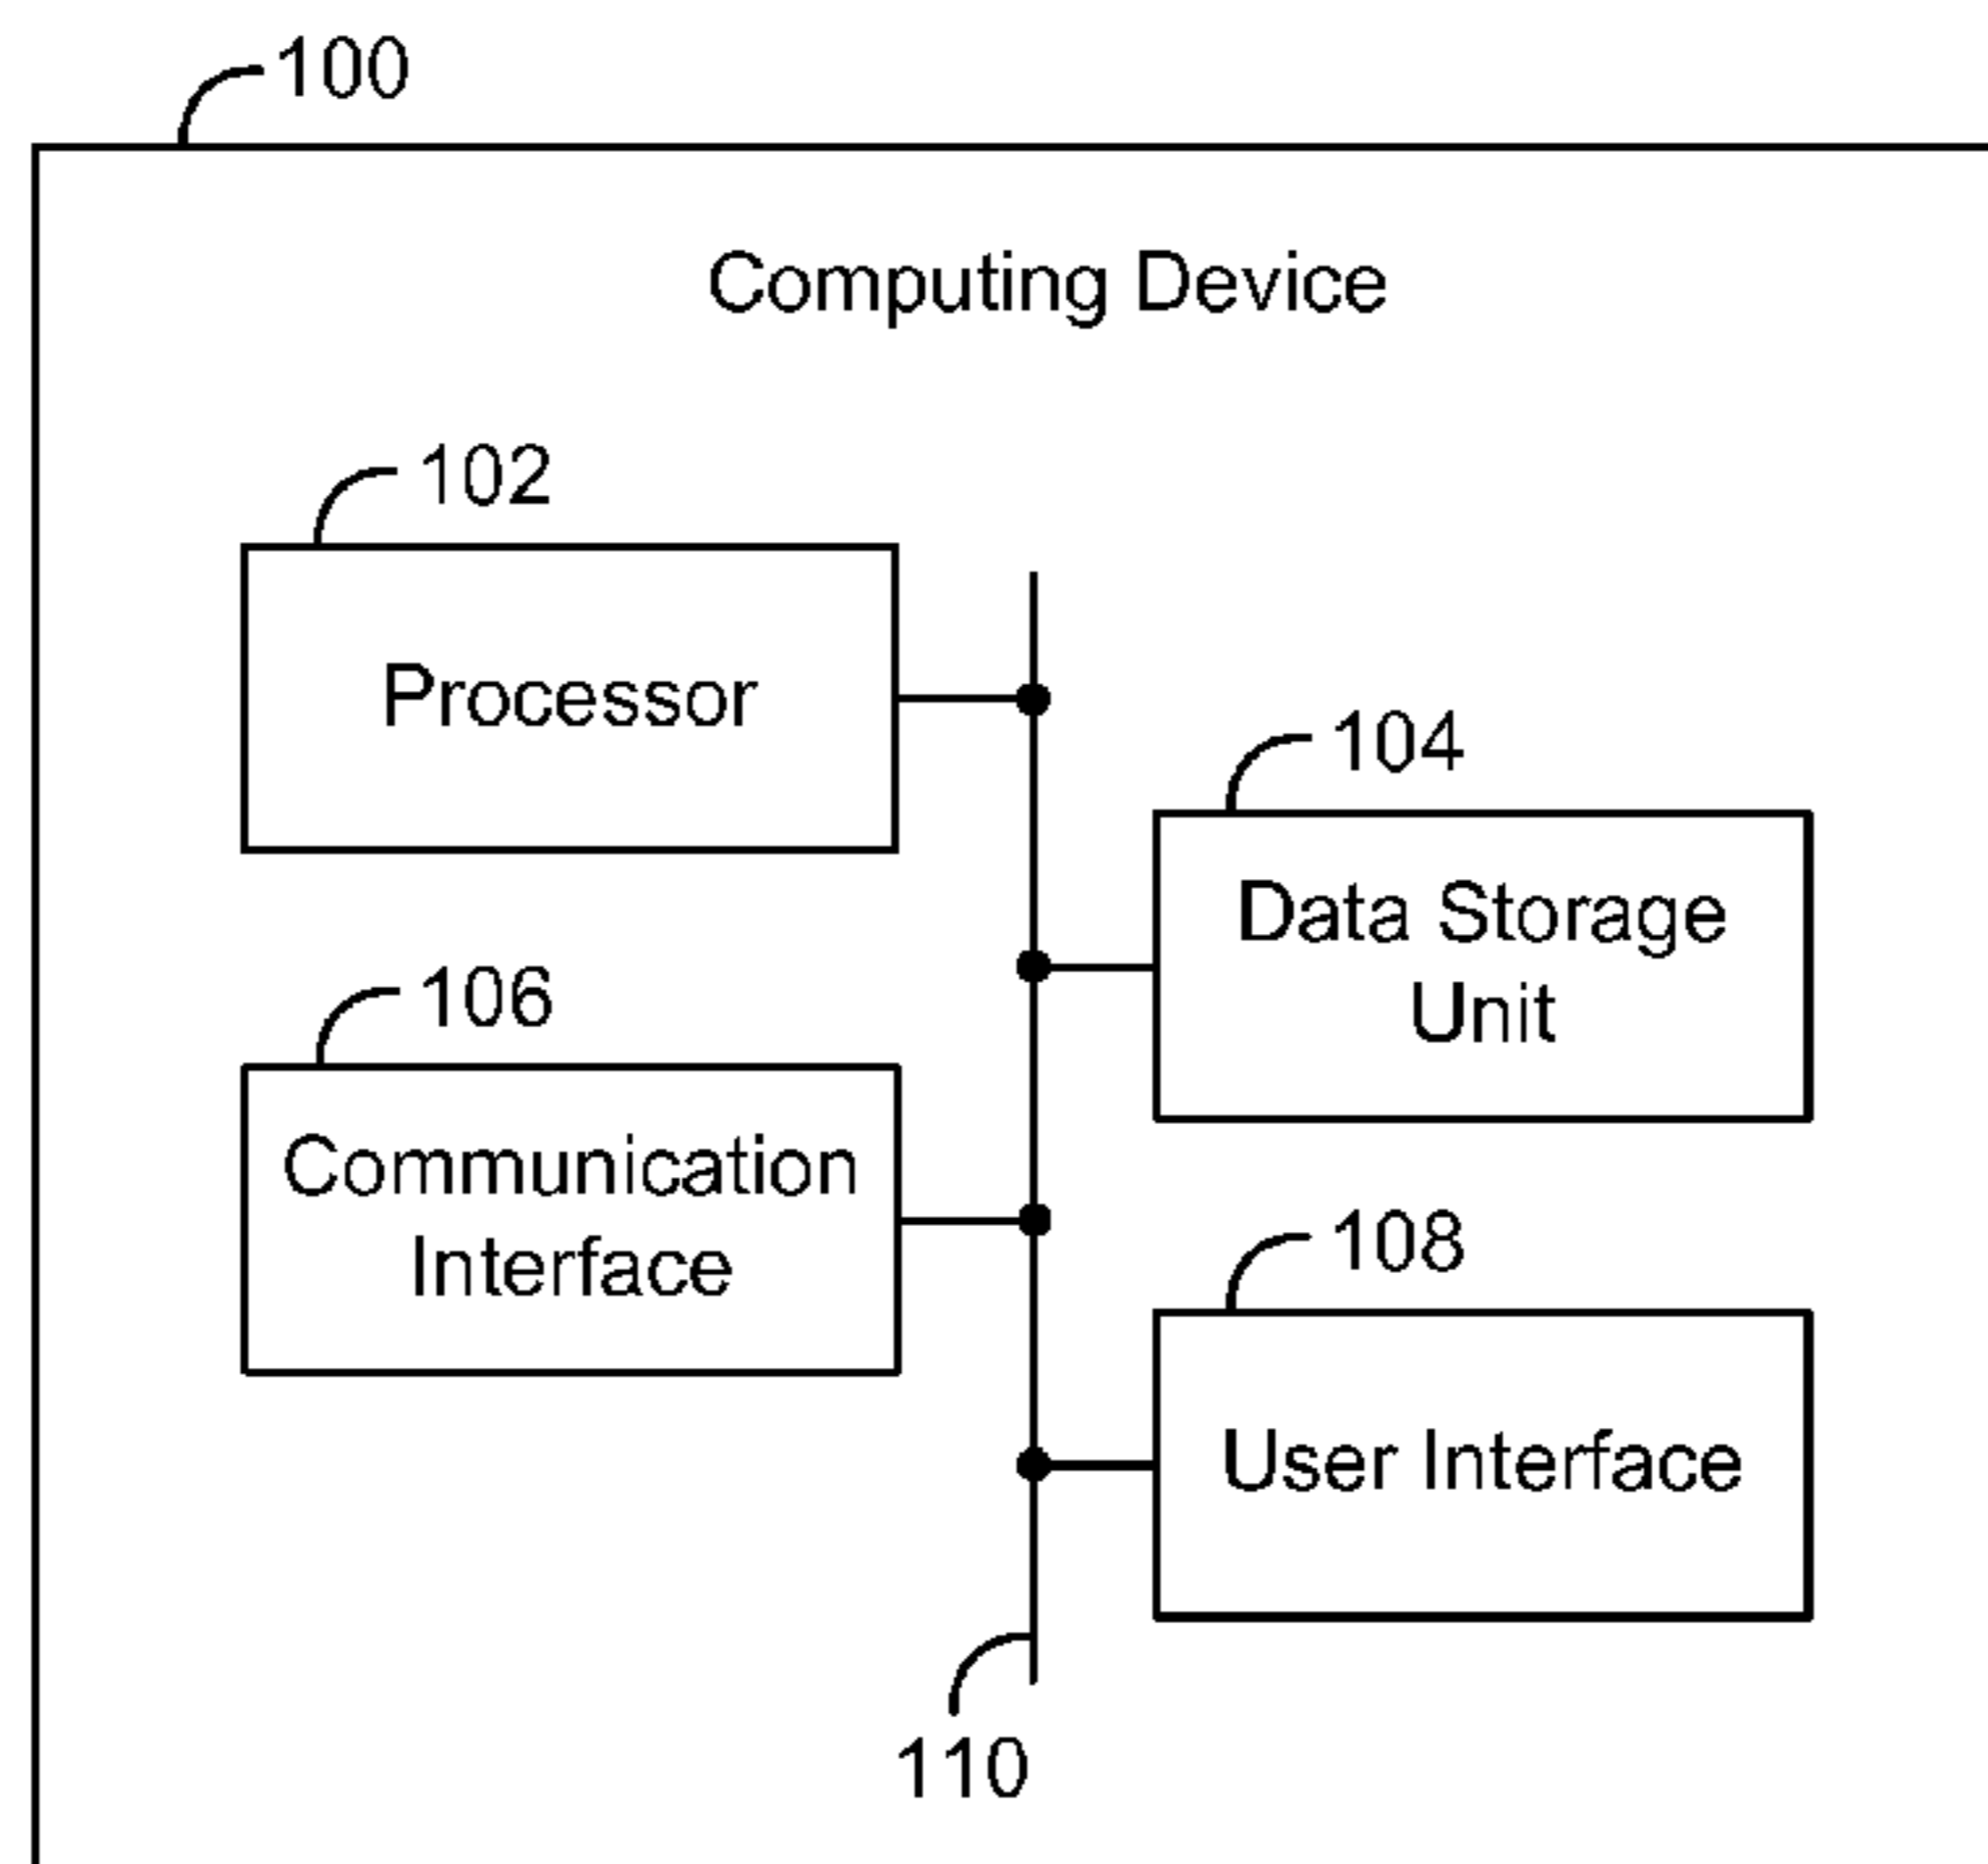 100
Computing Device
102
Processor
104
Data Storage
Unit
106
Communication
Interface
108
User Interface
110